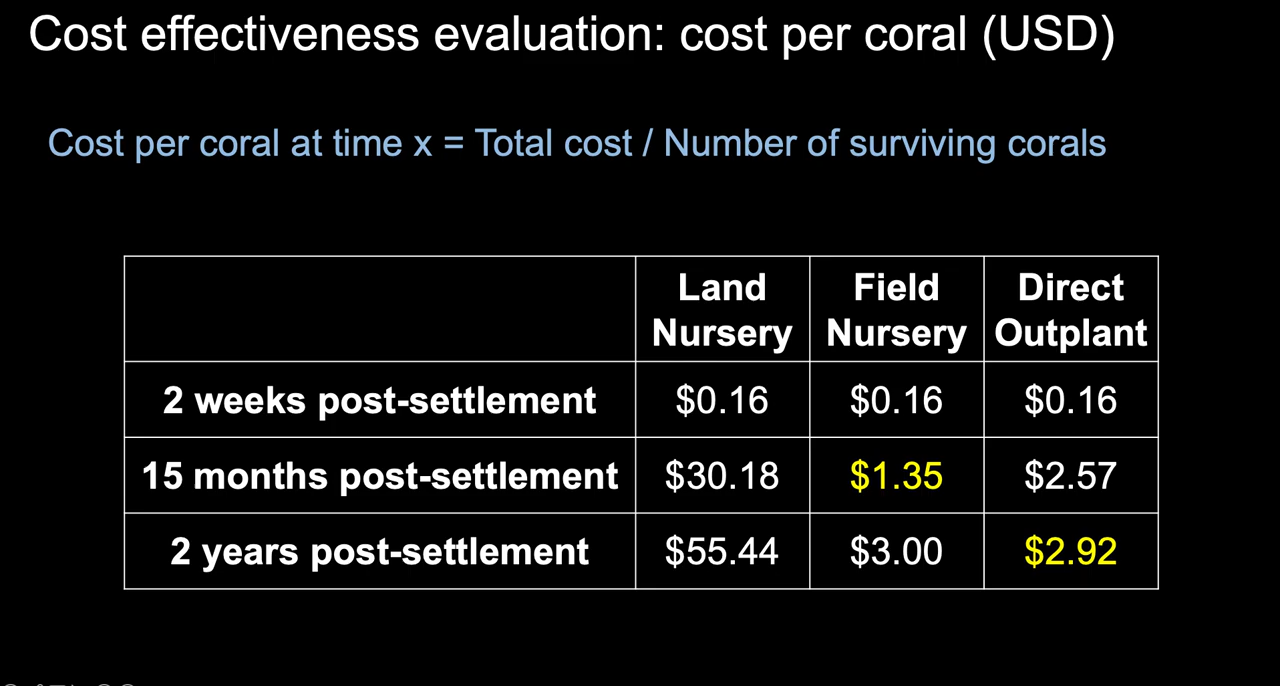 Cost effectiveness evaluation: cost per coral (USD)
Cost per coral at time x = Total cost / Number of surviving corals
Land Nursery Field Nursery Direct Outplant
2 weeks post-settlement $0.16 $0.16 $0.16
15 months post-settlement $30.18 $1.35 $2.57
2 years post-settlement $55.44 $3.00 $2.92